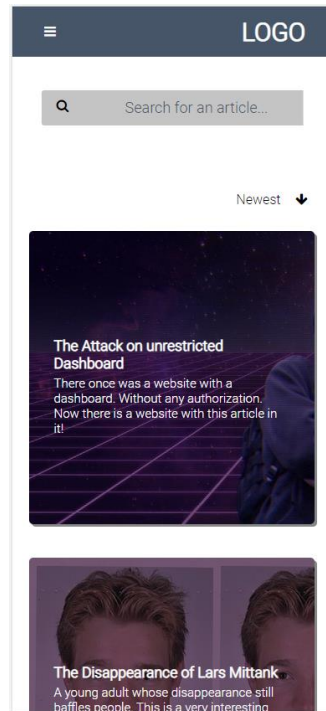 LOGO
Search for an article...
Newest
The Attack on unrestricted
Dashboard
There once was a website with a
dashboard. Without any authorization.
Now there is a website with this article in
it!
The Disappearance of Lars Mittank
A young adult whose disappearance still
baffles people. This is a very interesting